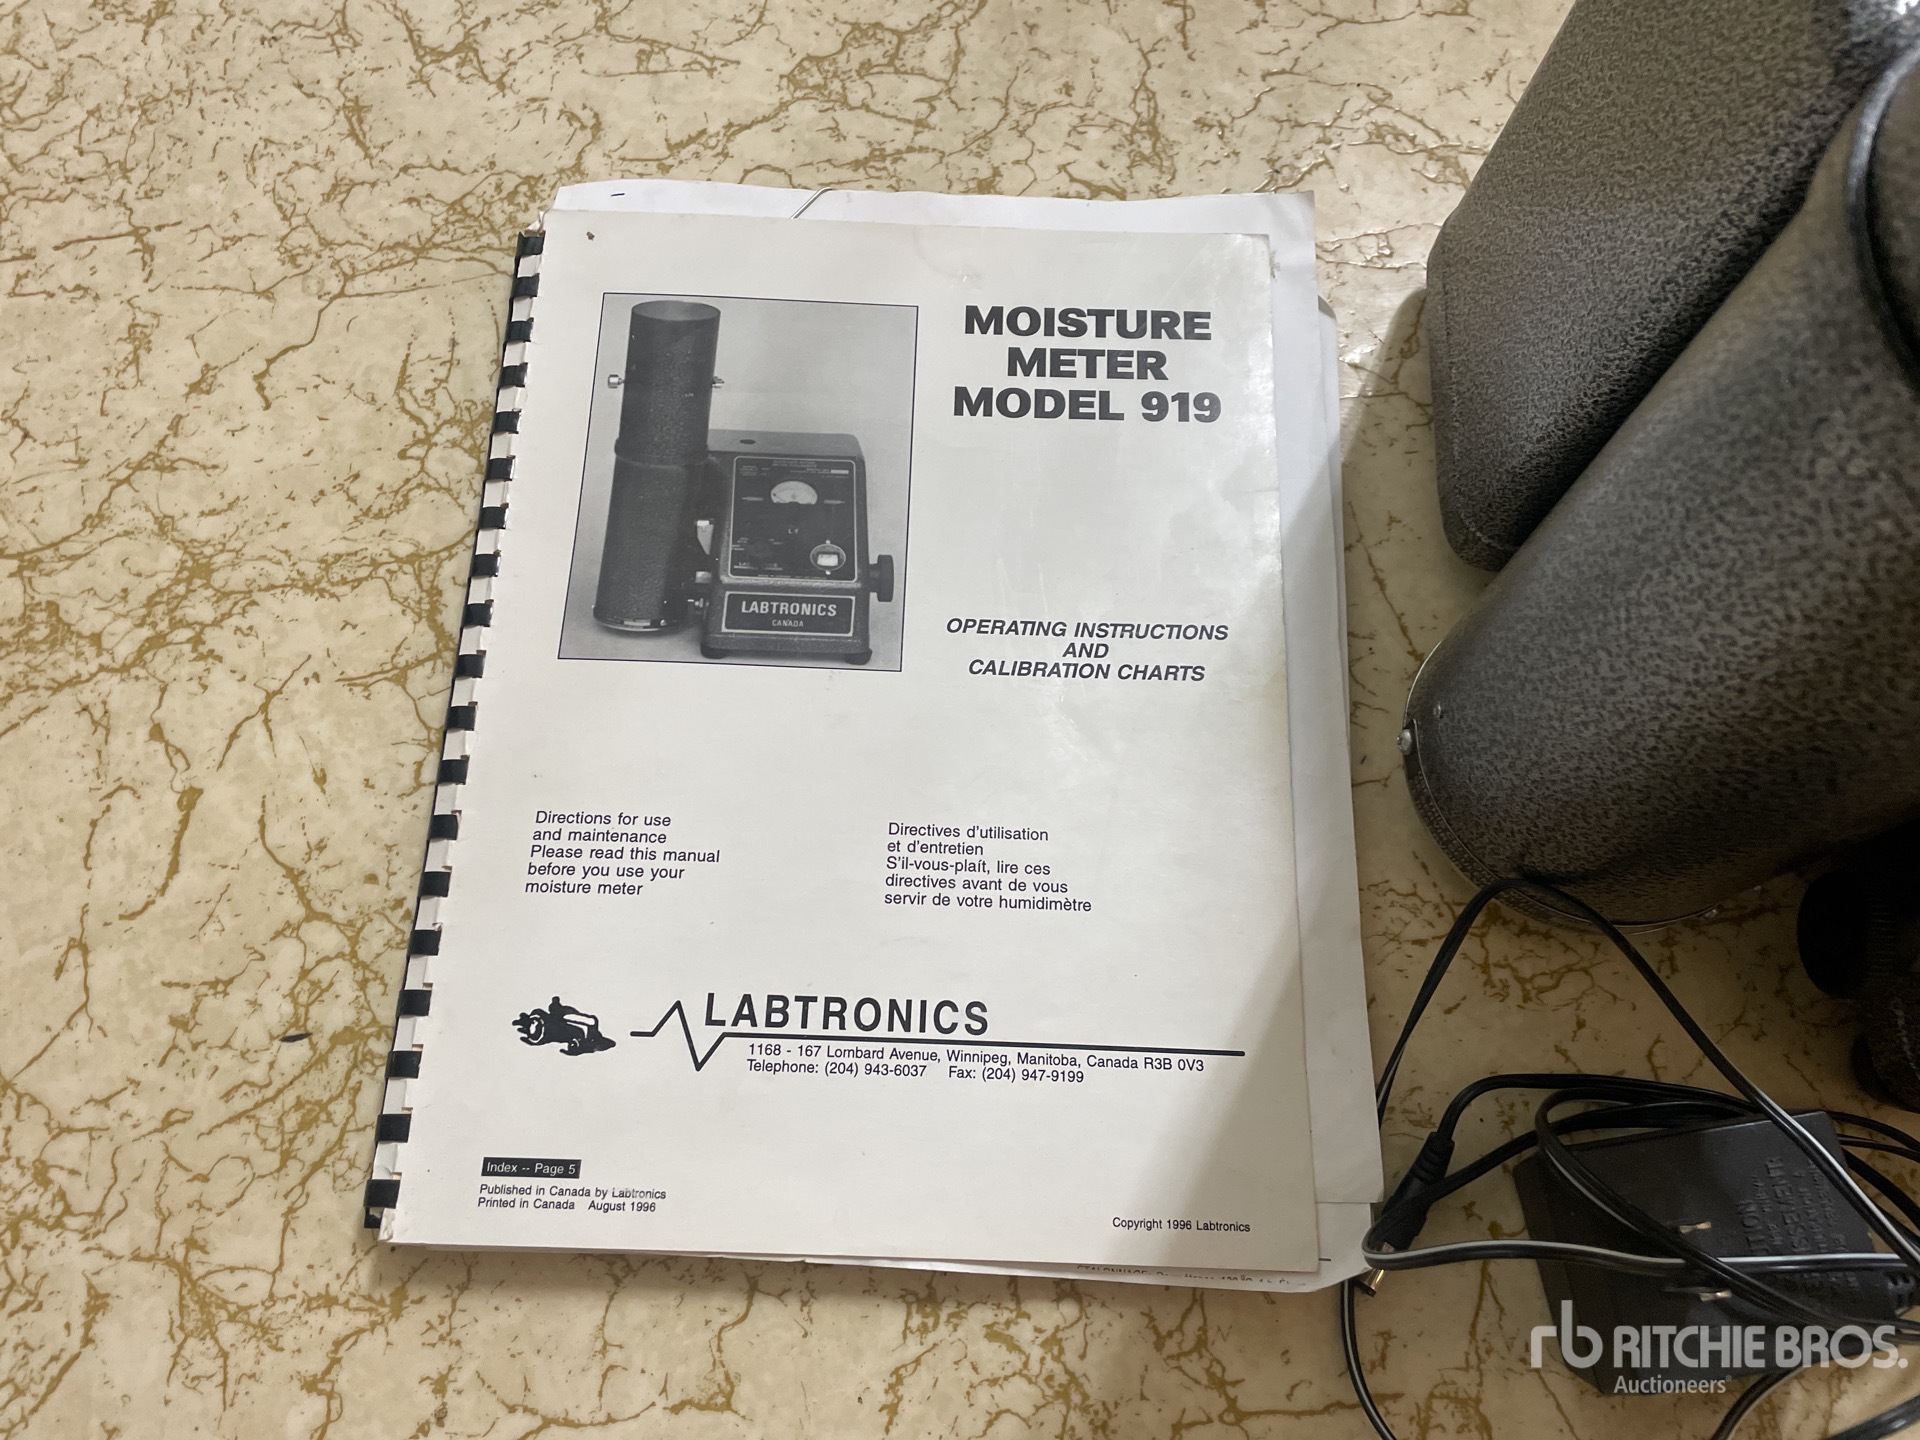 MOISTURE
METER
MODEL 919
LABTRONICS
CANADA
OPERATING INSTRUCTIONS
AND
CALIBRATION CHARTS
Directions for use
and maintenance
Please read this manual
before you use your
moisture meter
Directives d'utilisation
et d'entretien
S'il-vous-plaît, lire ces
directives avant de vous
servir de votre humidimètre
LABTRONICS
1168 - 167 Lombard Avenue, Winnipeg, Manitoba, Canada R3B 0V3
Telephone: (204) 943-6037 Fax: (204) 947-9199
Index -- Page 5
Published in Canada by Labtronics
Printed in Canada August 1996
Copyright 1996 Labtronics
rb RITCHIE BROS.
Auctioneers